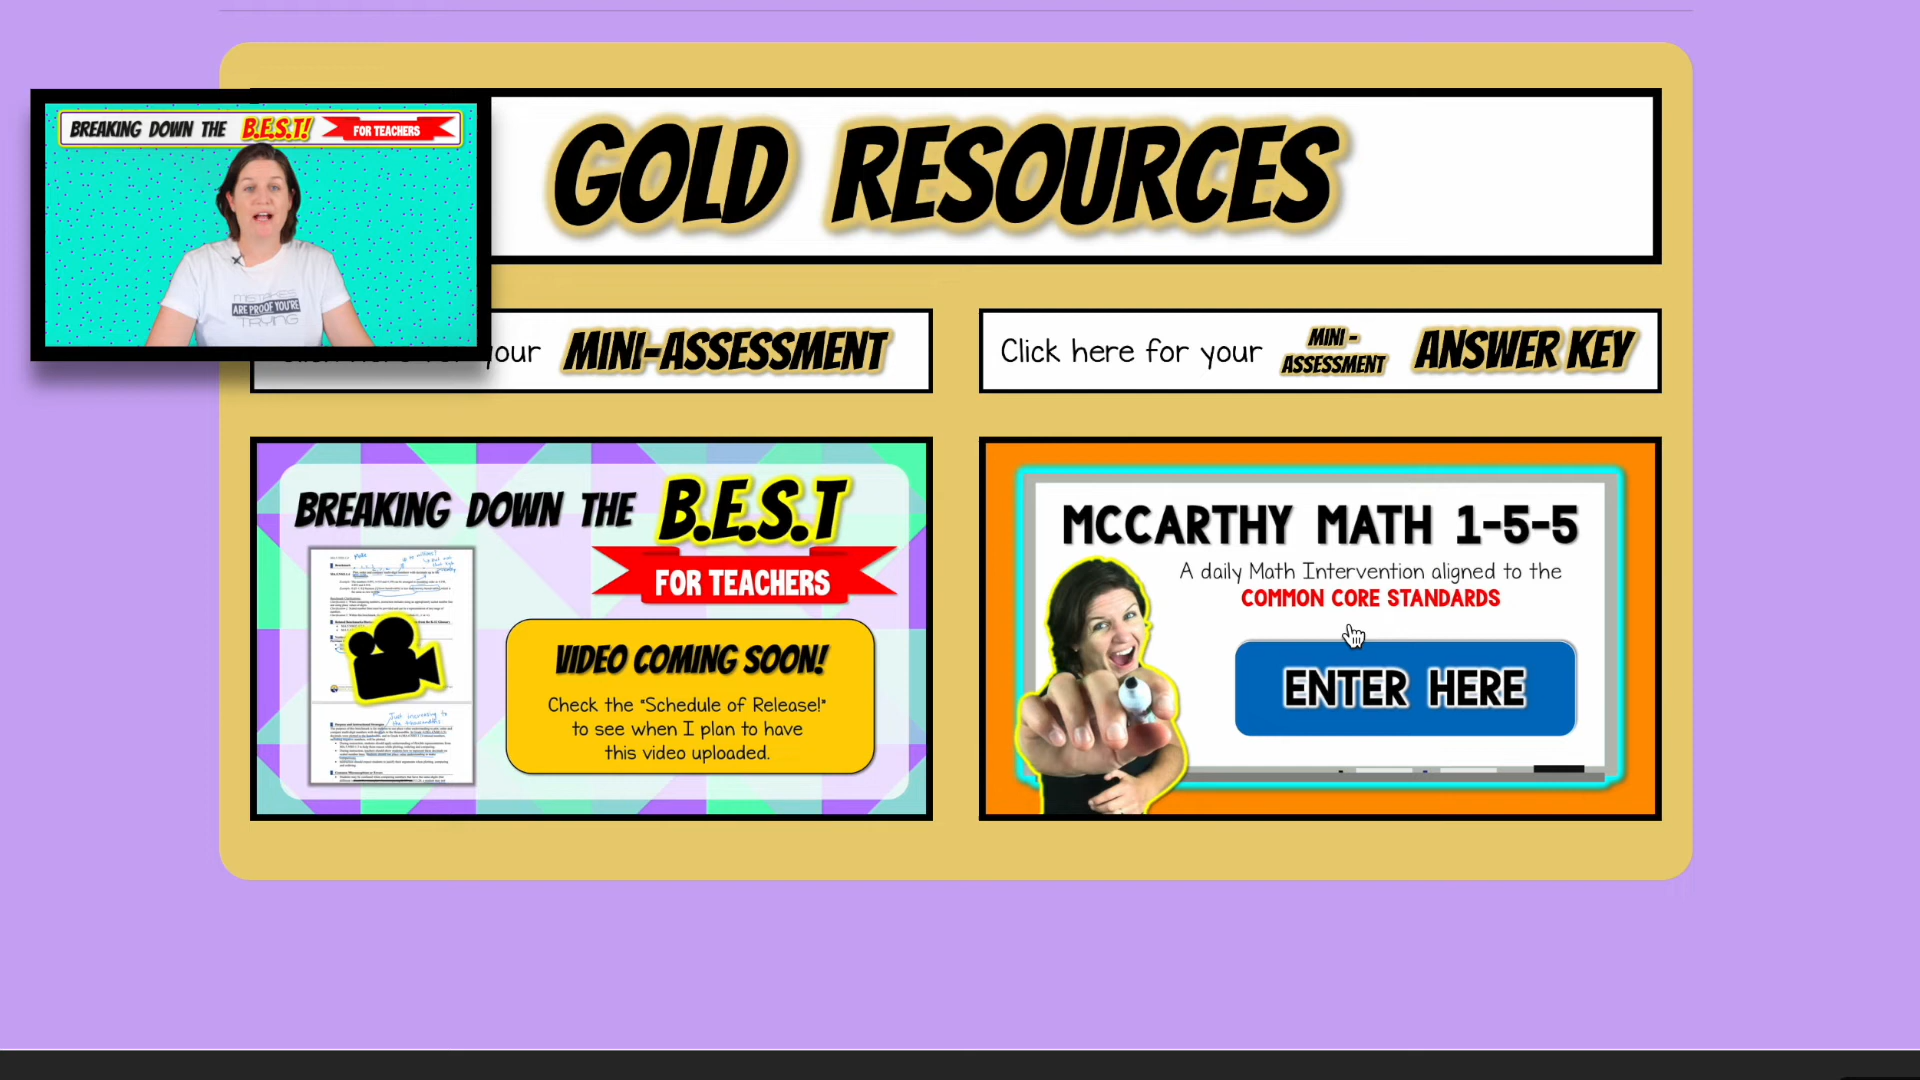 BREAKING DOWN THE B.E.S.T! FOR TEACHERS
MISTAKES
ARE PROOF YOU'RE
TRYING
GOLD RESOURCES
your MINI-ASSESSMENT
Click here for your MINI-ASSESSMENT ANSWER KEY
BREAKING DOWN THE B.E.S.T
FOR TEACHERS
VIDEO COMING SOON!
Check the "Schedule of Release!"
to see when I plan to have
this video uploaded.
MCCARTHY MATH 1-5-5
A daily Math Intervention aligned to the
COMMON CORE STANDARDS
ENTER HERE